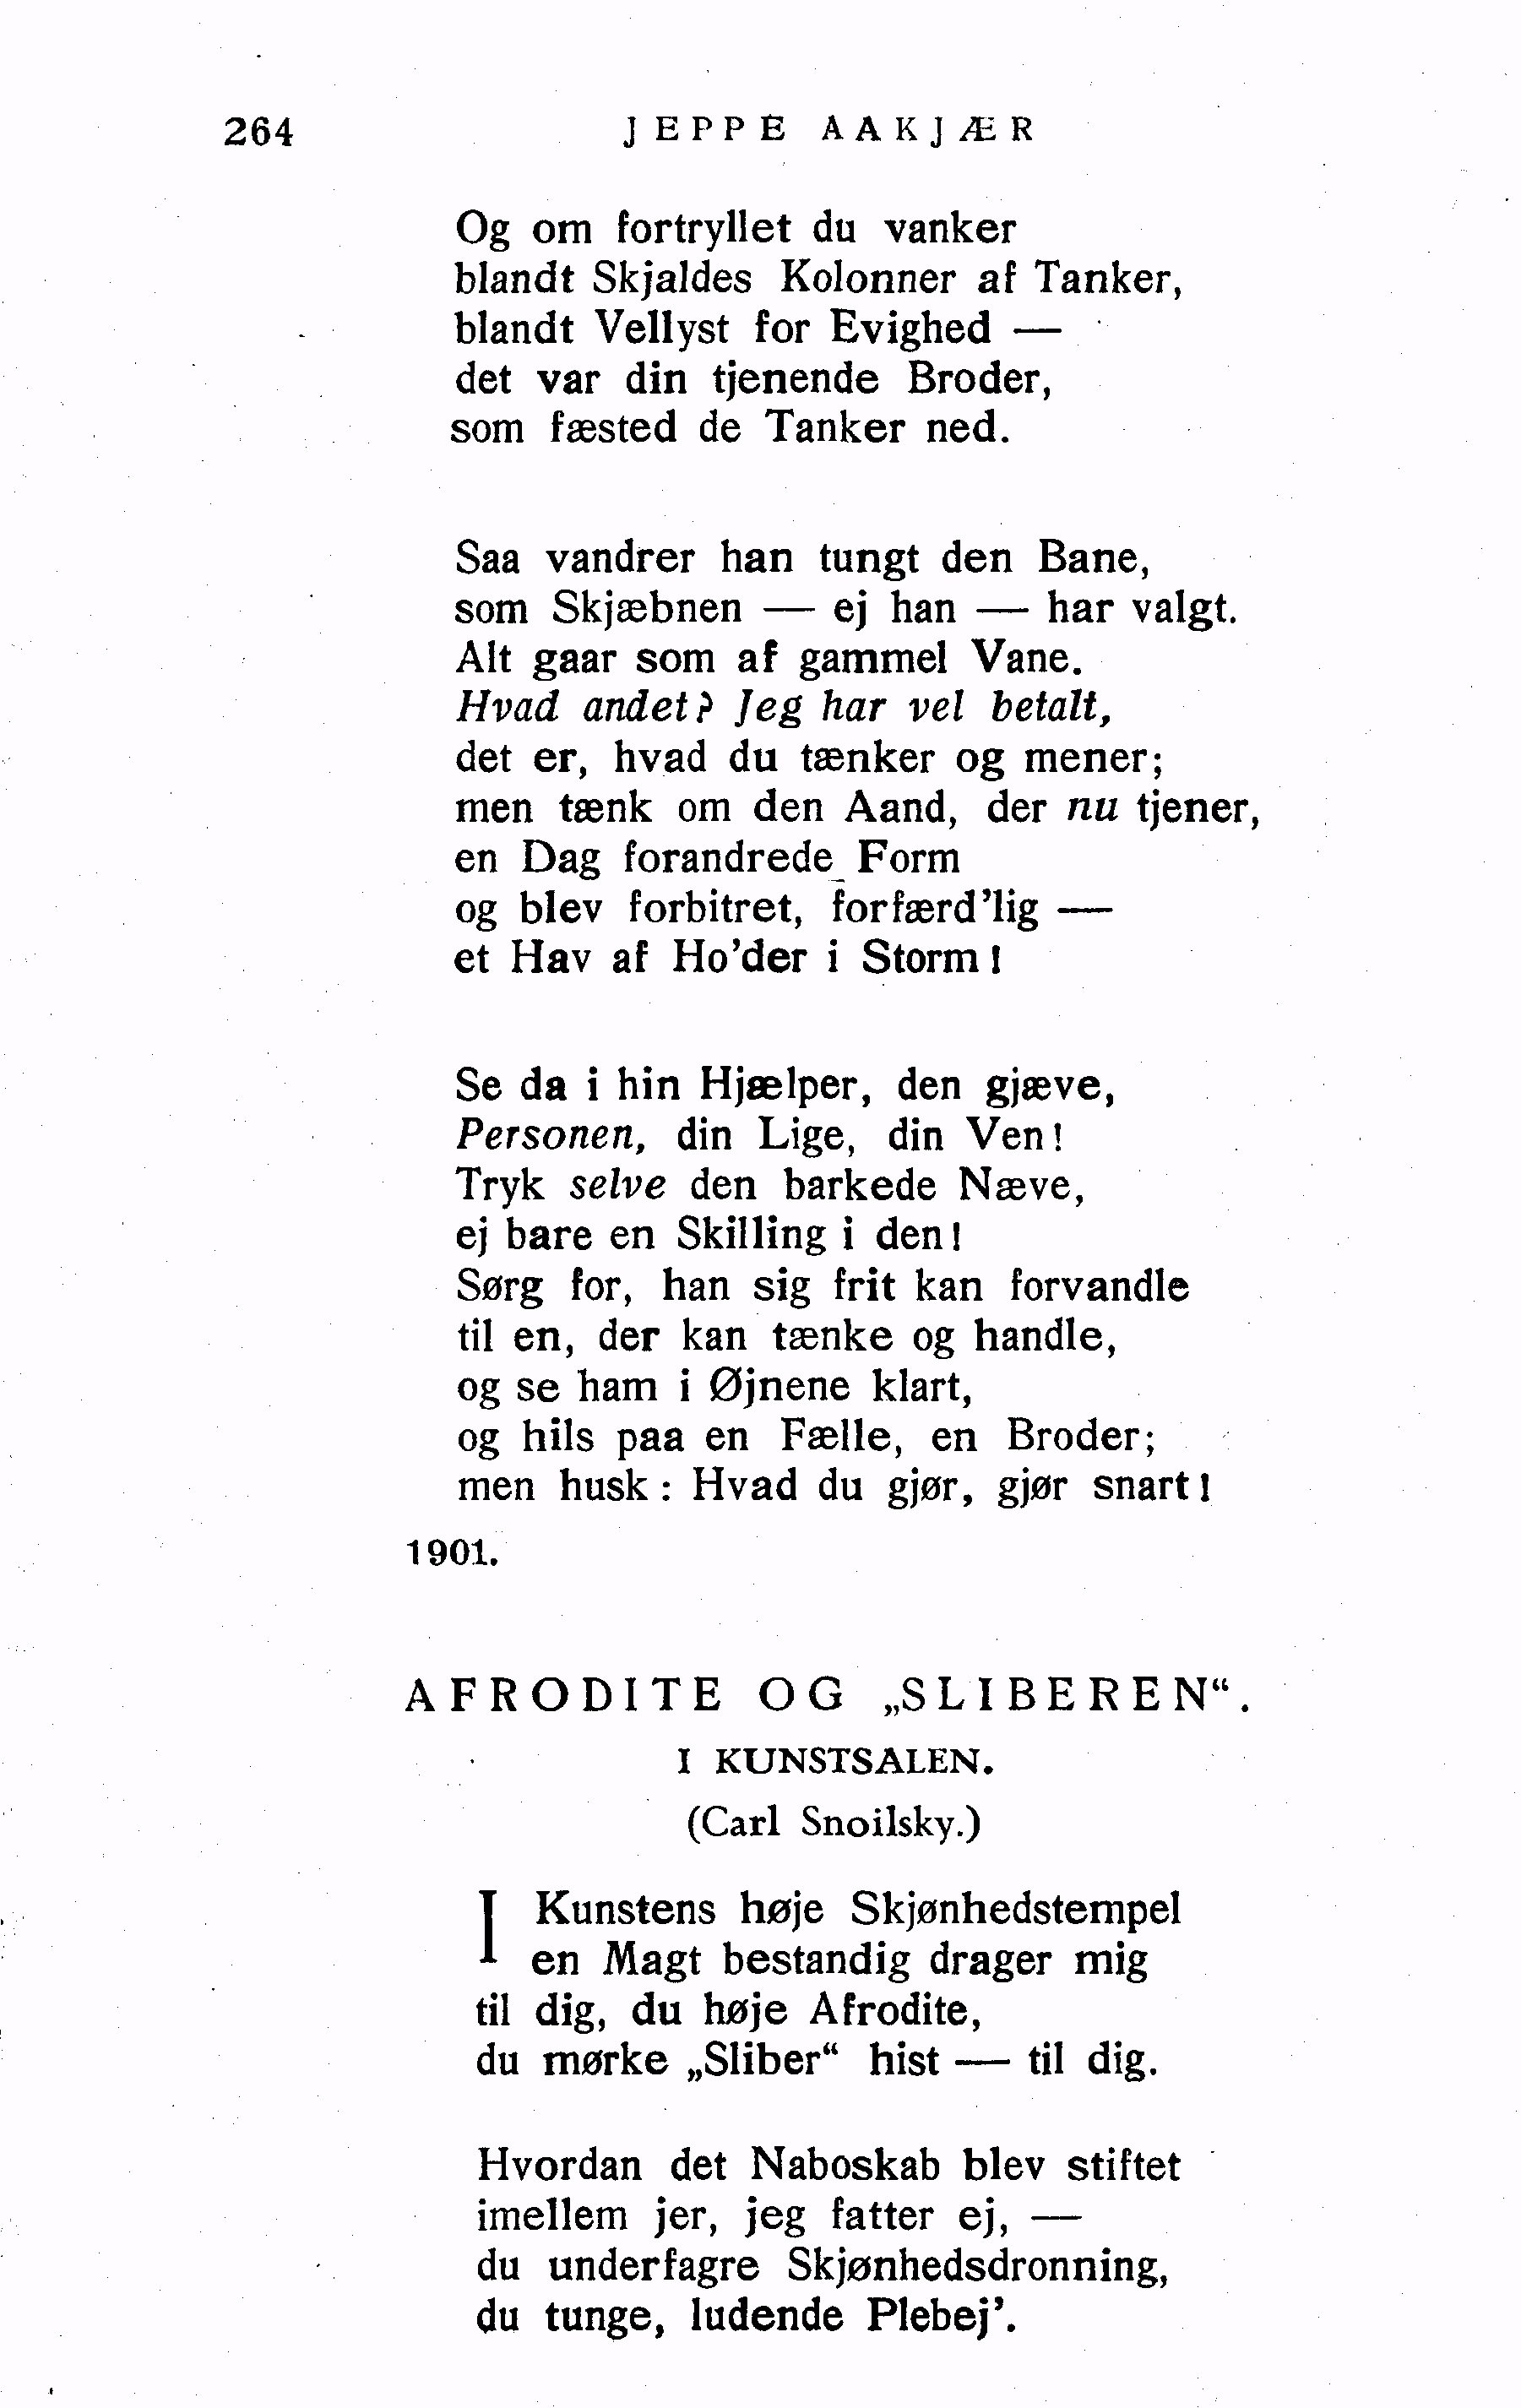 264 JEPPE AAKJÆR
Og om fortryllet du vanker
blandt Skjaldes Kolonner af Tanker,
blandt Vellyst for Evighed —
det var din tjenende Broder,
som fæsted de Tanker ned.
Saa vandrer han tungt den Bane,
som Skjæbnen — ej han — har valgt.
Alt gaar som af gammel Vane.
Hvad andet? Jeg har vel betalt,
det er, hvad du tænker og mener;
men tænk om den Aand, der nu tjener,
en Dag forandrede Form
og blev forbitret, forfærd'lig —
et Hav af Ho'der i Storm!
Se da i hin Hjælper, den gjæve,
Personen, din Lige, din Ven!
Tryk selve den barkede Næve,
ej bare en Skilling i den!
Sørg for, han sig frit kan forvandle
til en, der kan tænke og handle,
og se ham i Øjnene klart,
og hils paa en Fælle, en Broder;
men husk: Hvad du gjør, gjør snart!
1901.
AFRODITE OG „SLIBEREN“.
I KUNSTSALEN.
(Carl Snoilsky.)
I Kunstens høje Skjønhedstempel
en Magt bestandig drager mig
til dig, du høje Afrodite,
du mørke „Sliber“ hist — til dig.
Hvordan det Naboskab blev stiftet
imellem jer, jeg fatter ej, —
du underfagre Skjønhedsdronning,
du tunge, ludende Plebej'.